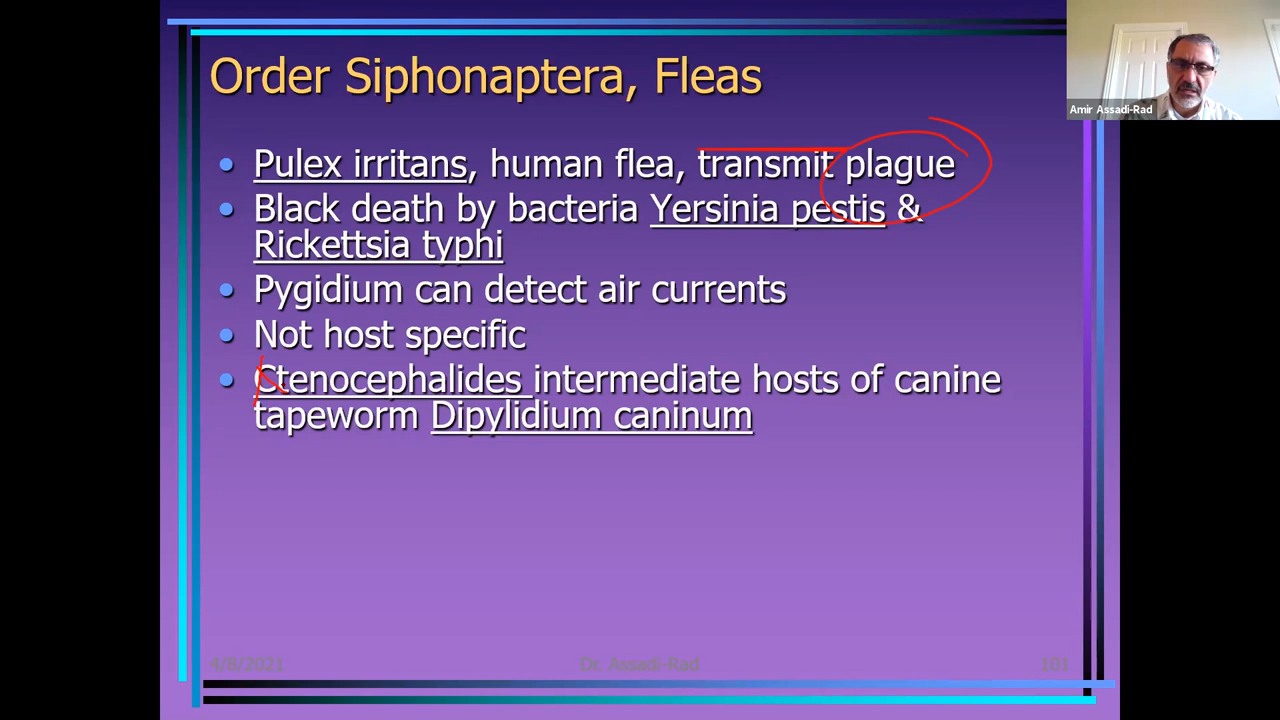 Order Siphonaptera, Fleas
Amir Assadi-Rad
• Pulex irritans, human flea, transmit plague
• Black death by bacteria Yersinia pestis &
Rickettsia typhi
• Pygidium can detect air currents
• Not host specific
• Ctenocephalides intermediate hosts of canine
tapeworm Dipylidium caninum
4/8/2021 Dr. Assadi-Rad 101